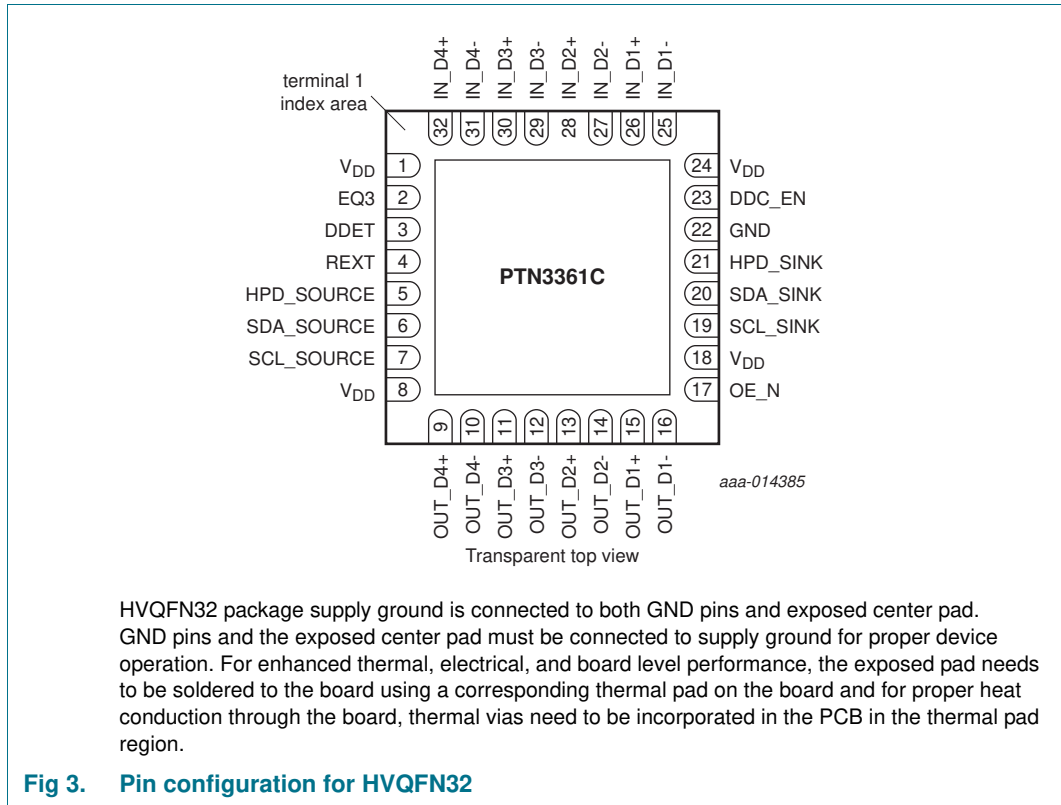 IN_D4+
IN_D4-
IN_D3+
IN_D3-
IN_D2+
IN_D2-
IN_D1+
IN_D1-
terminal 1
index area
32
31
30
29
28
27
26
25
VDD 1
EQ3 2
DDET 3
REXT 4
HPD_SOURCE 5
SDA_SOURCE 6
SCL_SOURCE 7
VDD 8
PTN3361C
24 VDD
23 DDC_EN
22 GND
21 HPD_SINK
20 SDA_SINK
19 SCL_SINK
18 VDD
17 OE_N
9
10
11
12
13
14
15
16
OUT_D4+
OUT_D4-
OUT_D3+
OUT_D3-
OUT_D2+
OUT_D2-
OUT_D1+
OUT_D1-
aaa-014385
Transparent top view
HVQFN32 package supply ground is connected to both GND pins and exposed center pad.
GND pins and the exposed center pad must be connected to supply ground for proper device
operation. For enhanced thermal, electrical, and board level performance, the exposed pad needs
to be soldered to the board using a corresponding thermal pad on the board and for proper heat
conduction through the board, thermal vias need to be incorporated in the PCB in the thermal pad
region.
Fig 3. Pin configuration for HVQFN32